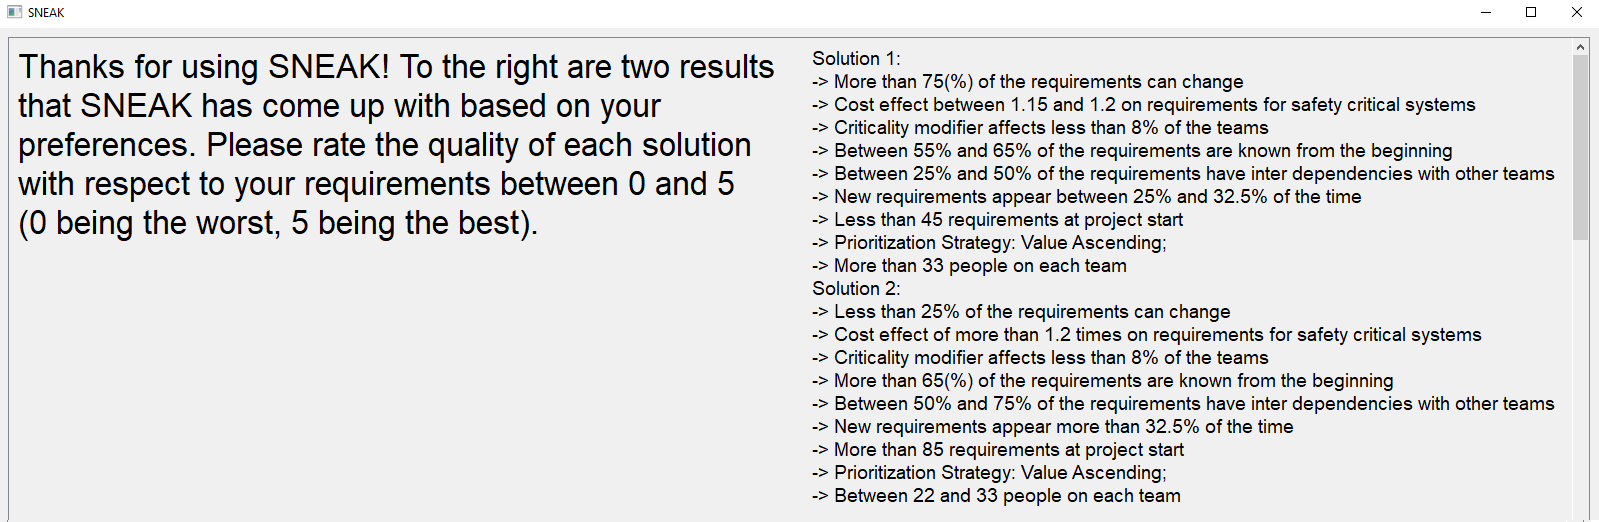 SNEAK
Thanks for using SNEAK! To the right are two results
that SNEAK has come up with based on your
preferences. Please rate the quality of each solution
with respect to your requirements between 0 and 5
(0 being the worst, 5 being the best).
Solution 1:
-> More than 75(%) of the requirements can change
-> Cost effect between 1.15 and 1.2 on requirements for safety critical systems
-> Criticality modifier affects less than 8% of the teams
-> Between 55% and 65% of the requirements are known from the beginning
-> Between 25% and 50% of the requirements have inter dependencies with other teams
-> New requirements appear between 25% and 32.5% of the time
-> Less than 45 requirements at project start
-> Prioritization Strategy: Value Ascending;
-> More than 33 people on each team
Solution 2:
-> Less than 25% of the requirements can change
-> Cost effect of more than 1.2 times on requirements for safety critical systems
-> Criticality modifier affects less than 8% of the teams
-> More than 65(%) of the requirements are known from the beginning
-> Between 50% and 75% of the requirements have inter dependencies with other teams
-> New requirements appear more than 32.5% of the time
-> More than 85 requirements at project start
-> Prioritization Strategy: Value Ascending;
-> Between 22 and 33 people on each team